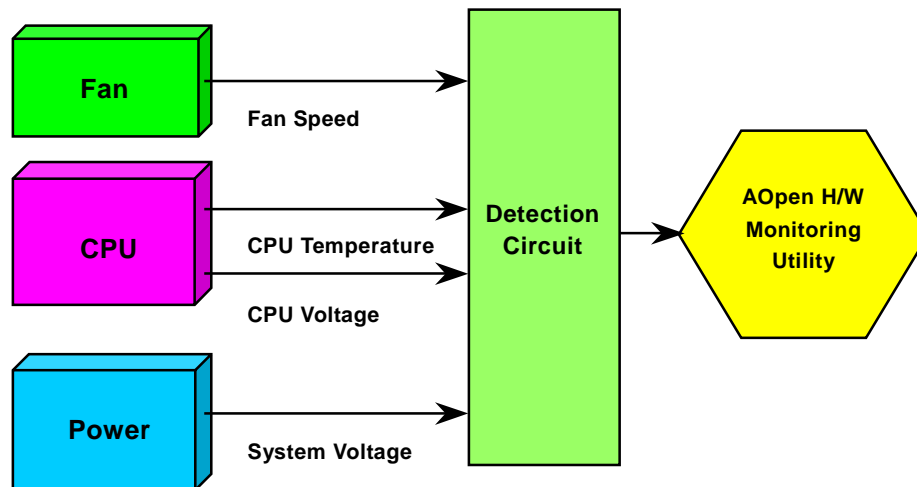 Fan
Fan Speed
CPU
CPU Temperature
CPU Voltage
Power
System Voltage
Detection
Circuit
AOpen H/W
Monitoring
Utility